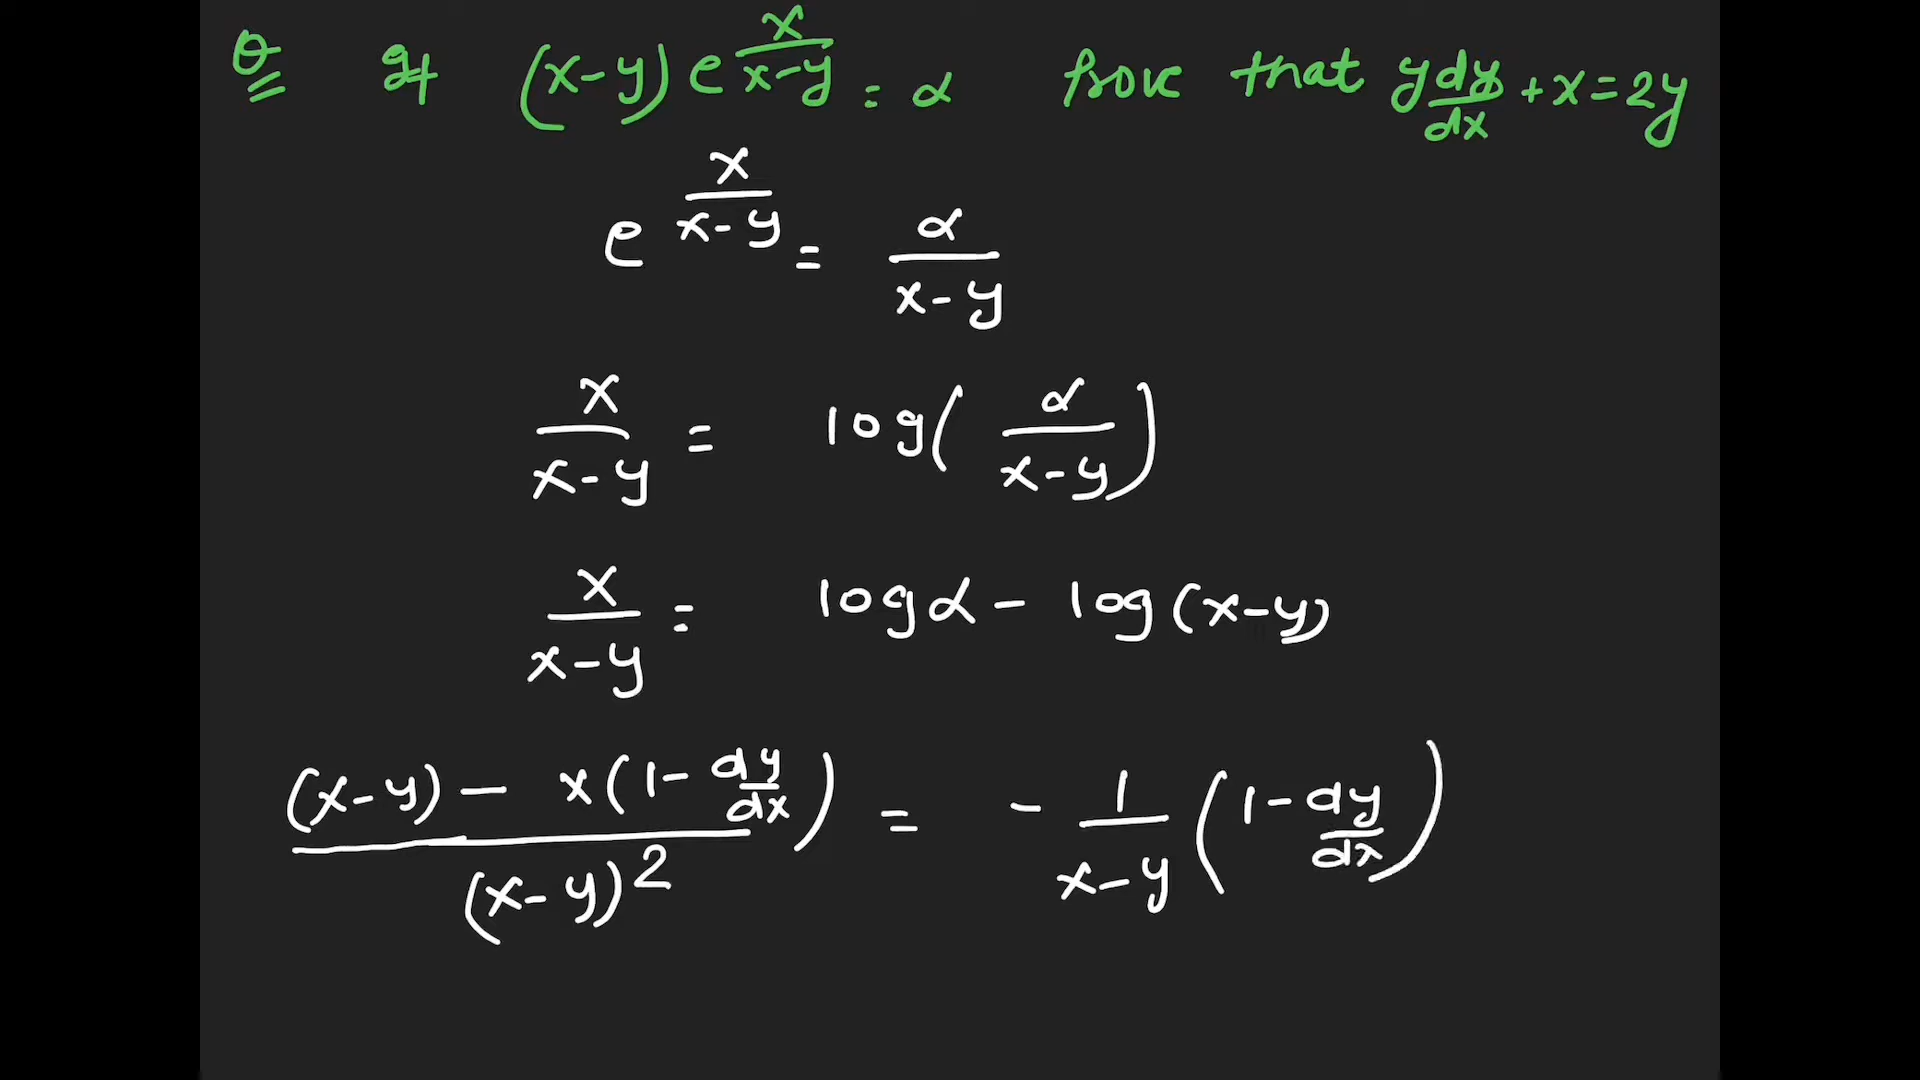 Q If (x-y) e^(x/(x-y)) = α Prove that y dy/dx + x = 2y
e^(x/(x-y)) = α/(x-y)
x/(x-y) = log(α/(x-y))
x/(x-y) = log α - log (x-y)
((x-y) - x(1 - dy/dx))/(x-y)^2 = - 1/(x-y) (1 - dy/dx)